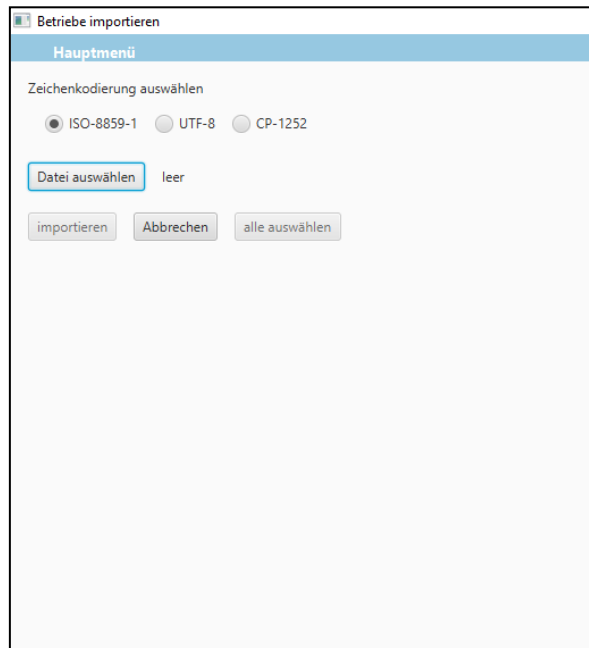 Betriebe importieren
Hauptmenü
Zeichenkodierung auswählen
ISO-8859-1 UTF-8 CP-1252
Datei auswählen leer
importieren Abbrechen alle auswählen